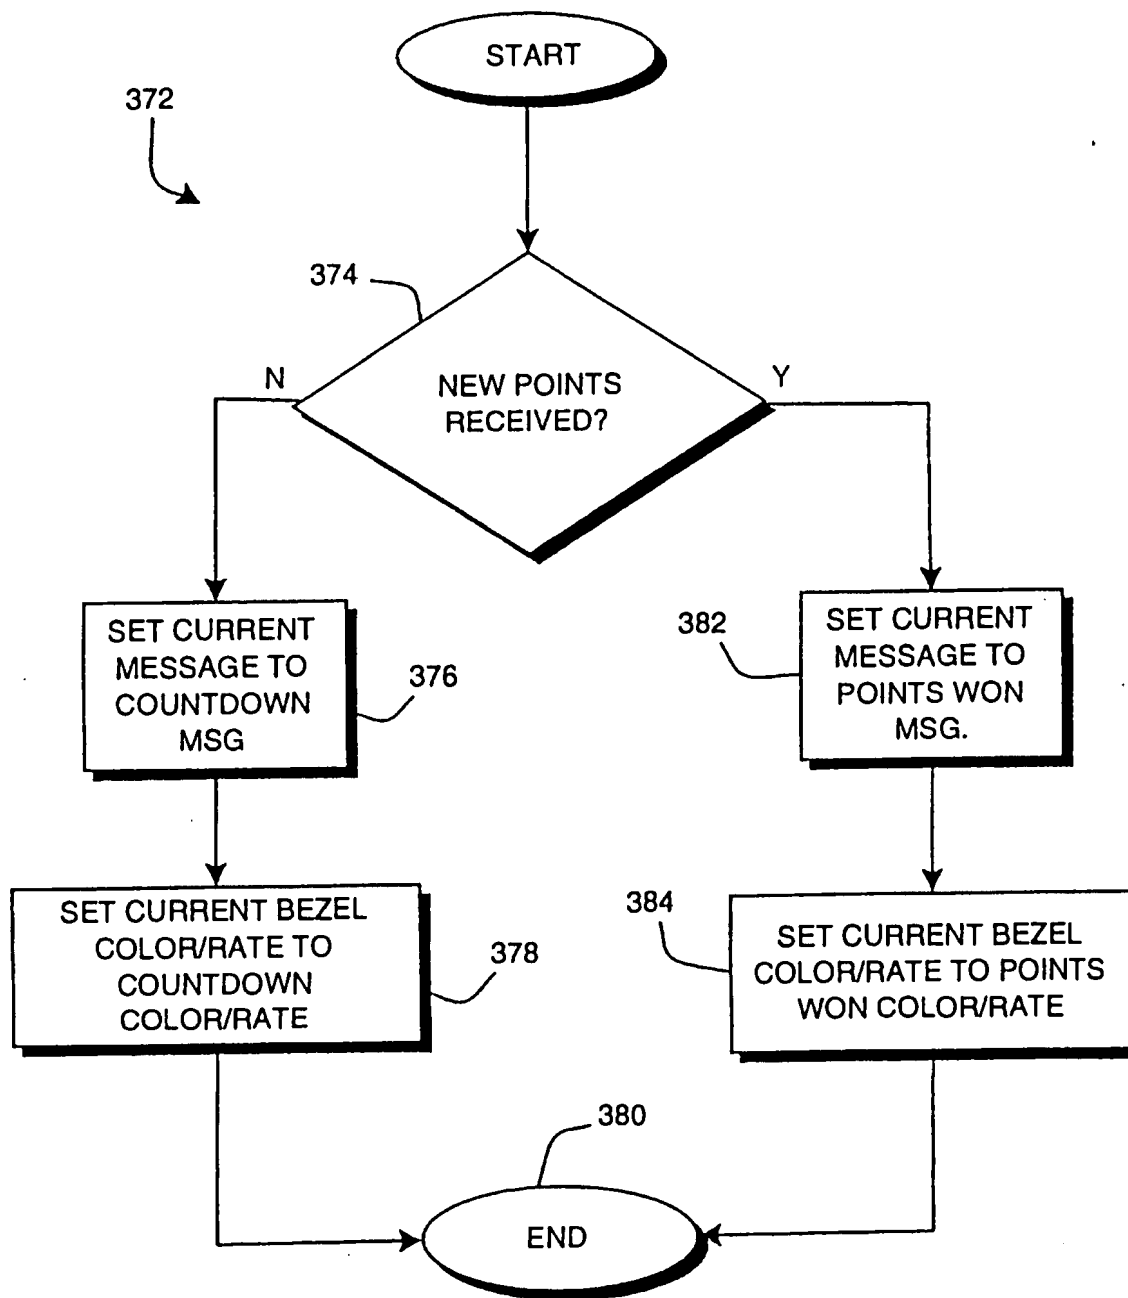 START
372
374
N
Y
NEW POINTS
RECEIVED?
SET CURRENT
MESSAGE TO
COUNTDOWN
MSG
376
382
SET CURRENT
MESSAGE TO
POINTS WON
MSG.
SET CURRENT BEZEL
COLOR/RATE TO
COUNTDOWN
COLOR/RATE
378
384
SET CURRENT BEZEL
COLOR/RATE TO POINTS
WON COLOR/RATE
380
END